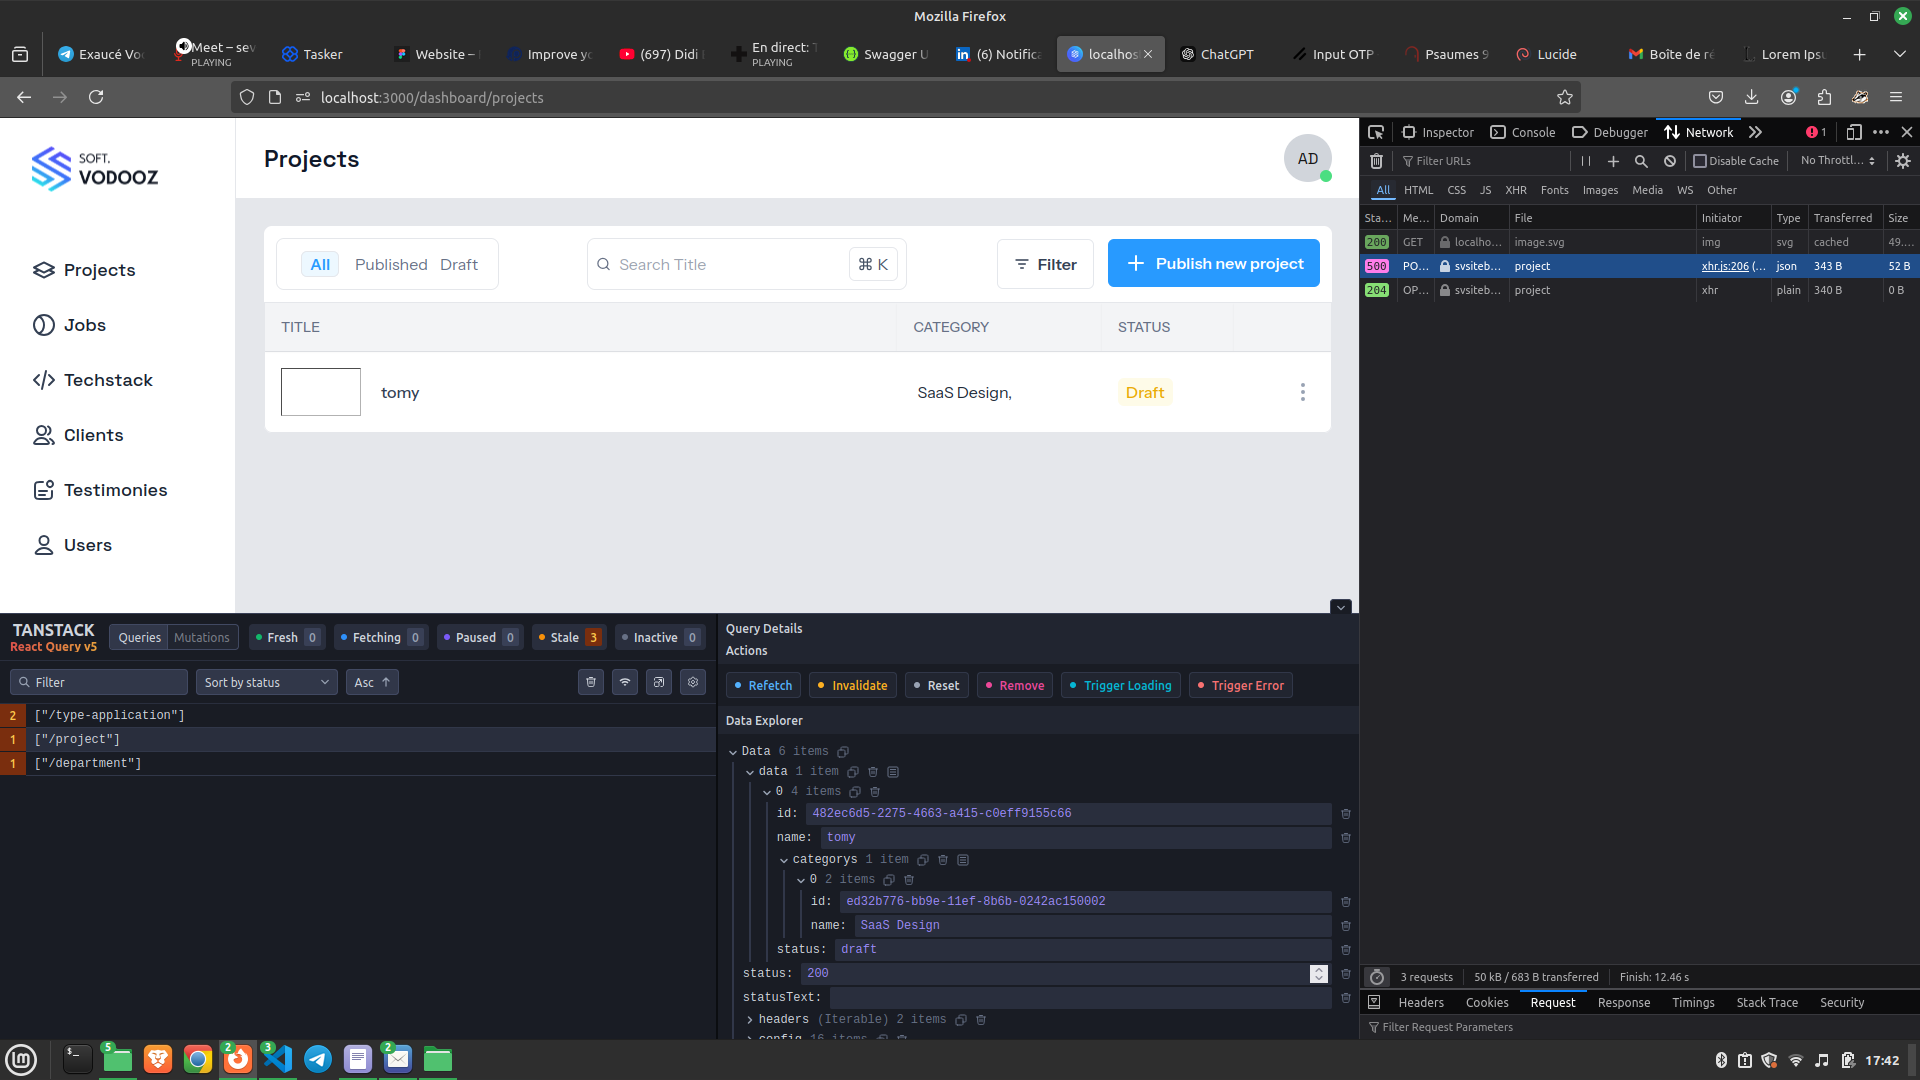 Mozilla Firefox
Exaucé Vo
Meet – sev
PLAYING
Tasker
Website –
Improve yo
(697) Didi
En direct: T
PLAYING
Swagger U
(6) Notifica
localhos
ChatGPT
Input OTP
Psaumes 9
Lucide
Boîte de ré
Lorem Ipsu
localhost:3000/dashboard/projects
SOFT.
VODOOZ
Projects
Jobs
Techstack
Clients
Testimonies
Users
Projects
AD
All Published Draft
Search Title
⌘ K
Filter
Publish new project
TITLE CATEGORY STATUS
tomy SaaS Design, Draft
Inspector Console Debugger Network 1
Filter URLs
Disable Cache
No Throttl...
All HTML CSS JS XHR Fonts Images Media WS Other
Sta... Me... Domain File Initiator Type Transferred Size
200 GET localho... image.svg img svg cached 49....
500 PO... svsiteb... project xhr.js:206 (... json 343 B 52 B
204 OP... svsiteb... project xhr plain 340 B 0 B
3 requests 50 kB / 683 B transferred Finish: 12.46 s
Headers Cookies Request Response Timings Stack Trace Security
Filter Request Parameters
TANSTACK
React Query v5
Queries Mutations
Fresh 0 Fetching 0 Paused 0 Stale 3 Inactive 0
Filter Sort by status Asc ↑
2 ["/type-application"]
1 ["/project"]
1 ["/department"]
Query Details
Actions
Refetch Invalidate Reset Remove Trigger Loading Trigger Error
Data Explorer
Data 6 items
data 1 item
0 4 items
id: 482ec6d5-2275-4663-a415-c0eff9155c66
name: tomy
categorys 1 item
0 2 items
id: ed32b776-bb9e-11ef-8b6b-0242ac150002
name: SaaS Design
status: draft
status: 200
statusText:
headers (Iterable) 2 items
config 16 items
5 2 3 2
17:42